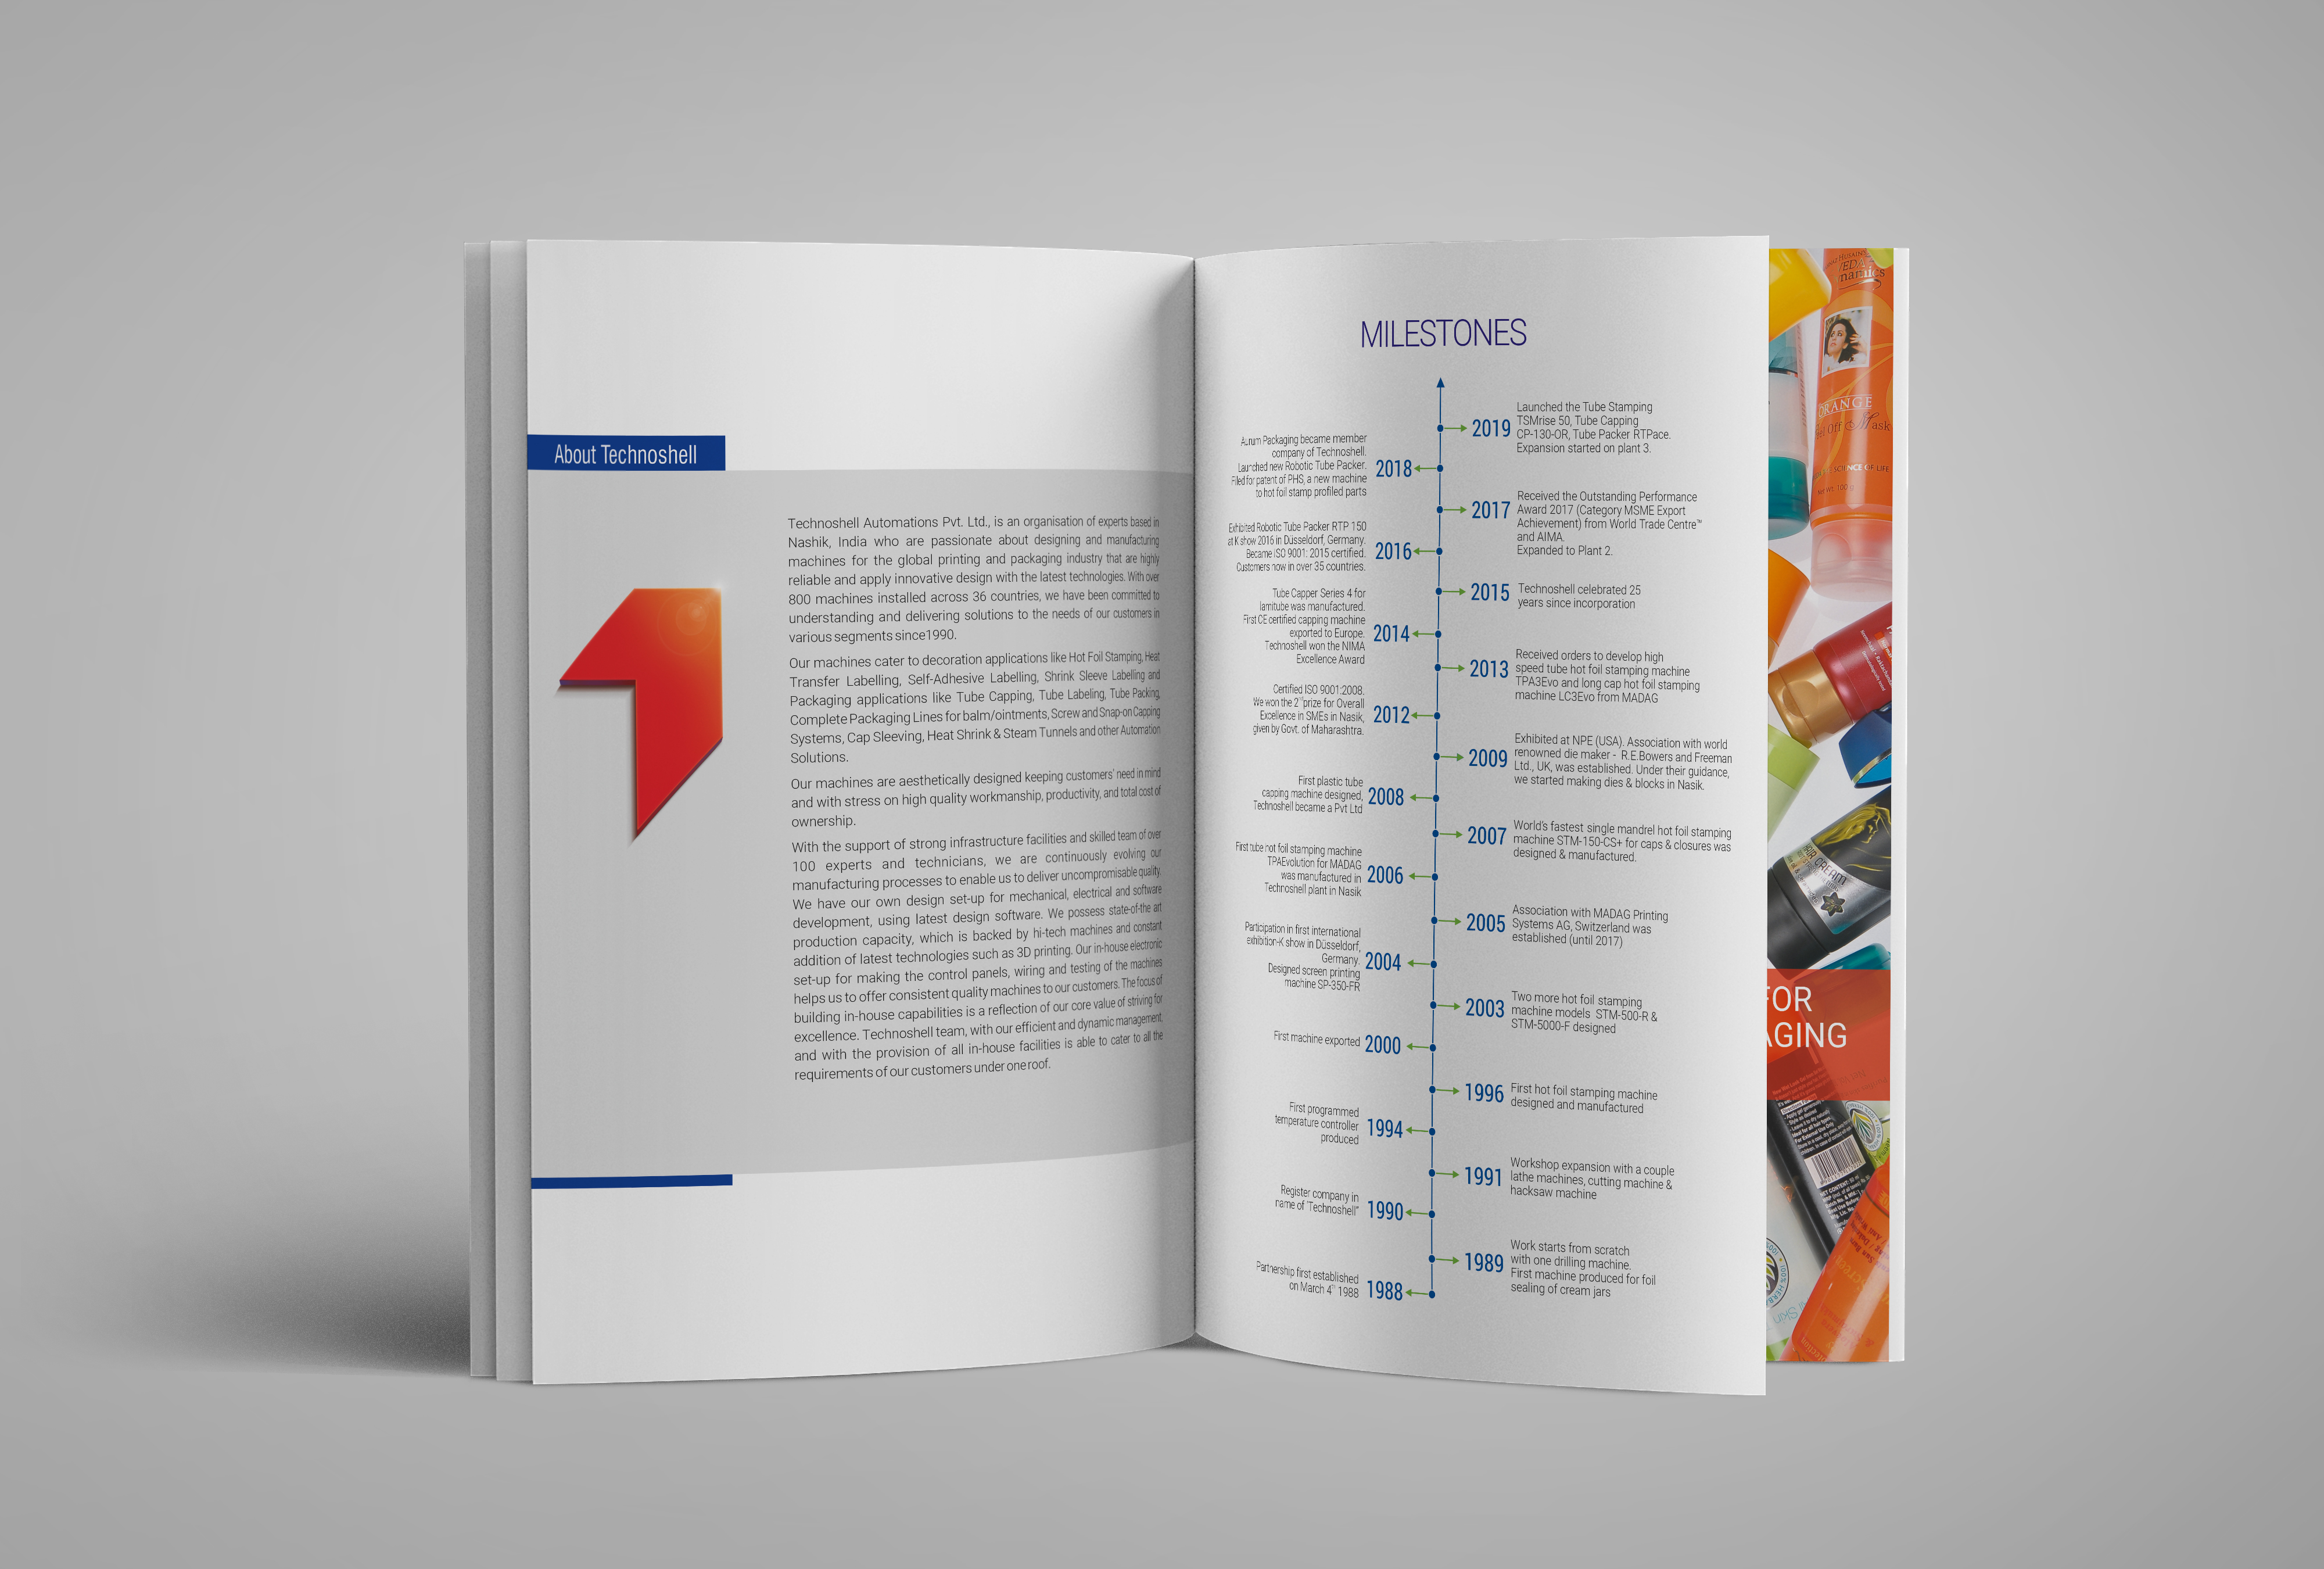 About Technoshell
Technoshell Automations Pvt. Ltd., is an organisation of experts based in
Nashik, India who are passionate about designing and manufacturing
machines for the global printing and packaging industry that are highly
reliable and apply innovative design with the latest technologies. With over
800 machines installed across 36 countries, we have been committed to
understanding and delivering solutions to the needs of our customers in
various segments since1990.
Our machines cater to decoration applications like Hot Foil Stamping, Heat
Transfer Labelling, Self-Adhesive Labelling, Shrink Sleeve Labelling and
Packaging applications like Tube Capping, Tube Labeling, Tube Packing,
Complete Packaging Lines for balm/ointments, Screw and Snap-on Capping
Systems, Cap Sleeving, Heat Shrink & Steam Tunnels and other Automation
Solutions.
Our machines are aesthetically designed keeping customers' need in mind
and with stress on high quality workmanship, productivity, and total cost of
ownership.
With the support of strong infrastructure facilities and skilled team of over
100 experts and technicians, we are continuously evolving our
manufacturing processes to enable us to deliver uncompromisable quality.
We have our own design set-up for mechanical, electrical and software
development, using latest design software. We possess state-of-the art
production capacity, which is backed by hi-tech machines and constant
addition of latest technologies such as 3D printing. Our in-house electronic
set-up for making the control panels, wiring and testing of the machines
helps us to offer consistent quality machines to our customers. The focus of
building in-house capabilities is a reflection of our core value of striving for
excellence. Technoshell team, with our efficient and dynamic management,
and with the provision of all in-house facilities is able to cater to all the
requirements of our customers under one roof.
MILESTONES
2019
Launched the Tube Stamping
TSMrise 50, Tube Capping
CP-130-OR, Tube Packer RTPace.
Expansion started on plant 3.
Aurum Packaging became member
company of Technoshell.
Launched new Robotic Tube Packer.
Filed for patent of PHS, a new machine
to hot foil stamp profiled parts
2018
2017
Received the Outstanding Performance
Award 2017 (Category MSME Export
Achievement) from World Trade Centre™
and AIMA.
Expanded to Plant 2.
Exhibited Robotic Tube Packer RTP 150
at K show 2016 in Düsseldorf, Germany.
Became ISO 9001: 2015 certified.
Customers now in over 35 countries.
2016
2015
Technoshell celebrated 25
years since incorporation
Tube Capper Series 4 for
lamitube was manufactured.
First CE certified capping machine
exported to Europe.
Technoshell won the NIMA
Excellence Award
2014
2013
Received orders to develop high
speed tube hot foil stamping machine
TPA3Evo and long cap hot foil stamping
machine LC3Evo from MADAG
Certified ISO 9001:2008.
We won the 2nd prize for Overall
Excellence in SMEs in Nasik,
given by Govt. of Maharashtra.
2012
2009
Exhibited at NPE (USA). Association with world
renowned die maker - R.E.Bowers and Freeman
Ltd., UK, was established. Under their guidance,
we started making dies & blocks in Nasik.
First plastic tube
capping machine designed,
Technoshell became a Pvt Ltd
2008
2007
World's fastest single mandrel hot foil stamping
machine STM-150-CS+ for caps & closures was
designed & manufactured.
First tube hot foil stamping machine
TPAEvolution for MADAG
was manufactured in
Technoshell plant in Nasik
2006
2005
Association with MADAG Printing
Systems AG, Switzerland was
established (until 2017)
Participation in first international
exhibition-K show in Düsseldorf,
Germany.
Designed screen printing
machine SP-350-FR
2004
2003
Two more hot foil stamping
machine models STM-500-R &
STM-5000-F designed
First machine exported
2000
1996
First hot foil stamping machine
designed and manufactured
First programmed
temperature controller
produced
1994
1991
Workshop expansion with a couple
lathe machines, cutting machine &
hacksaw machine
Register company in
name of 'Technoshell"
1990
1989
Work starts from scratch
with one drilling machine.
First machine produced for foil
sealing of cream jars
Partnership first established
on March 4th 1988
1988
ORANGE
Mask
SCIENCE OF LIFE
HAIR CREAM
FOR
AGING